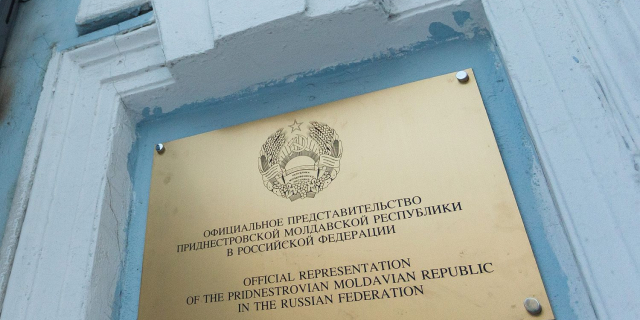 ОФИЦИАЛЬНОЕ ПРЕДСТАВИТЕЛЬСТВО
ПРИДНЕСТРОВСКОЙ МОЛДАВСКОЙ РЕСПУБЛИКИ
В РОССИЙСКОЙ ФЕДЕРАЦИИ
OFFICIAL REPRESENTATION
OF THE PRIDNESTROVIAN MOLDAVIAN REPUBLIC
IN THE RUSSIAN FEDERATION